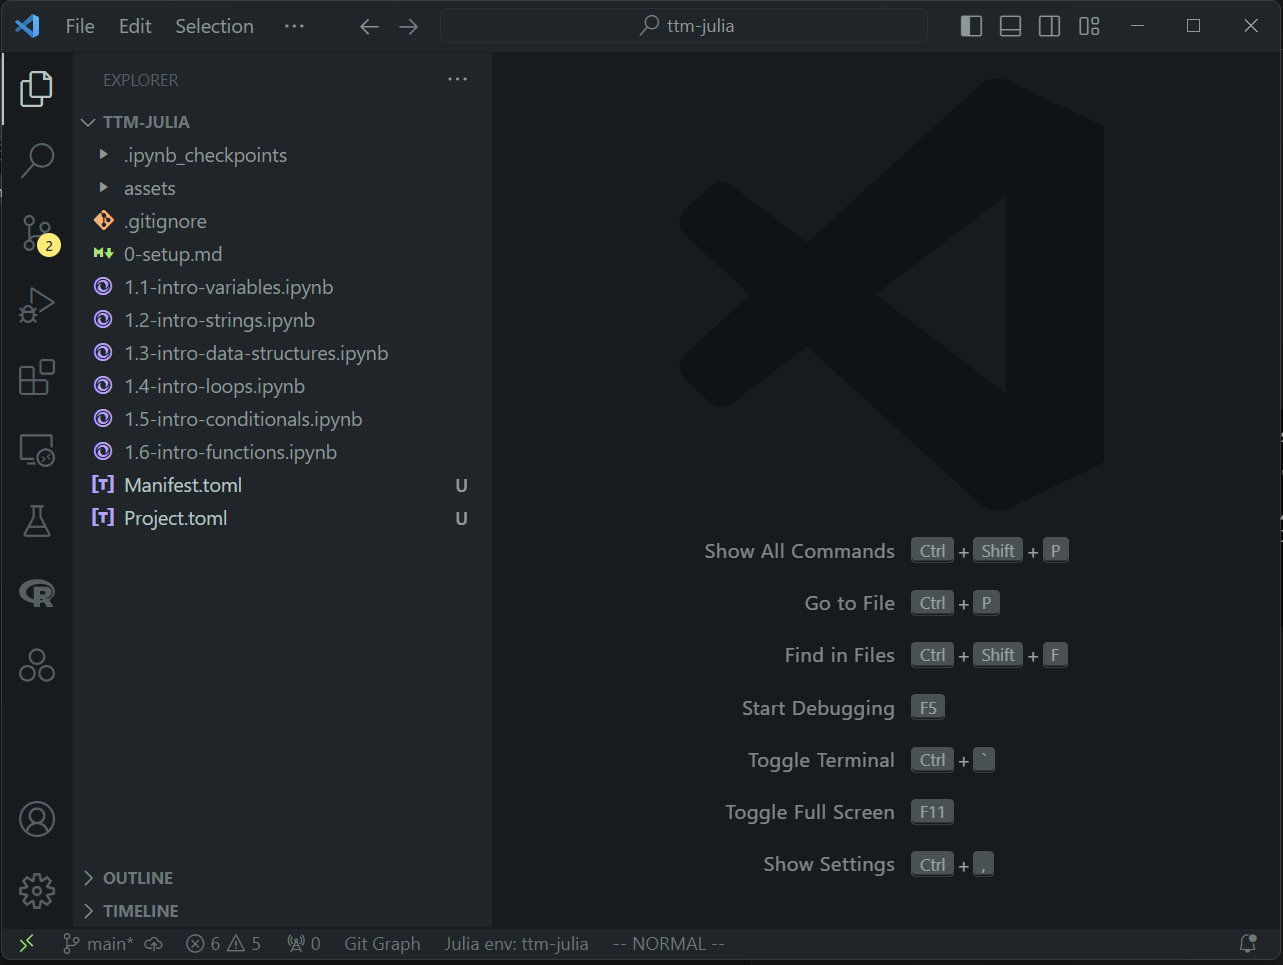 File Edit Selection ··· ttm-julia
EXPLORER ···
TTM-JULIA
.ipynb_checkpoints
assets
.gitignore
0-setup.md
1.1-intro-variables.ipynb
1.2-intro-strings.ipynb
1.3-intro-data-structures.ipynb
1.4-intro-loops.ipynb
1.5-intro-conditionals.ipynb
1.6-intro-functions.ipynb
Manifest.toml U
Project.toml U
2
Show All Commands Ctrl + Shift + P
Go to File Ctrl + P
Find in Files Ctrl + Shift + F
Start Debugging F5
Toggle Terminal Ctrl + `
Toggle Full Screen F11
Show Settings Ctrl + ,
OUTLINE
TIMELINE
main* 6 5 0 Git Graph Julia env: ttm-julia -- NORMAL --